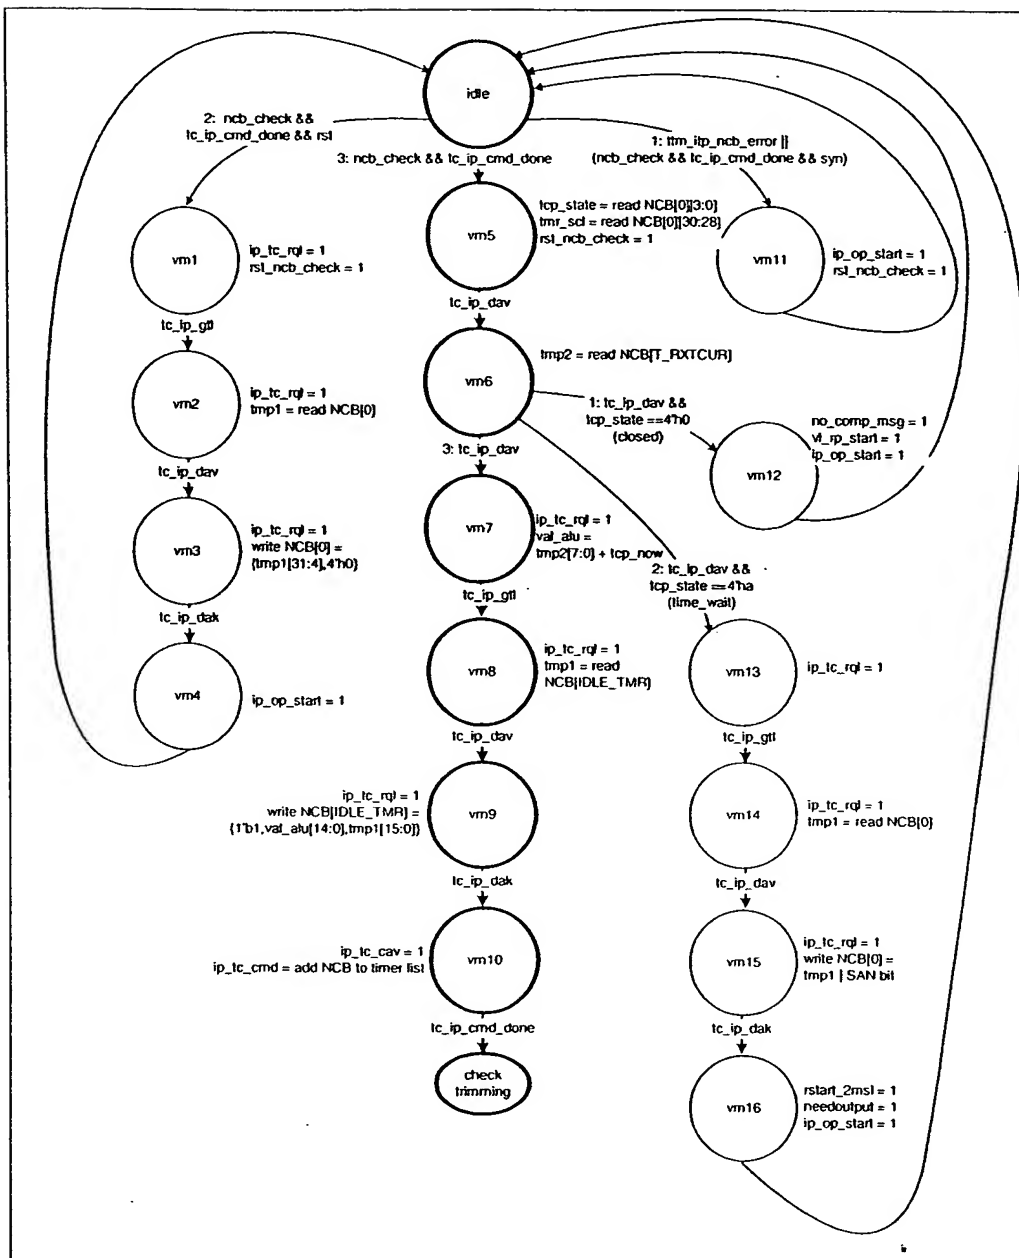 idle
2: ncb_check &&
tc_ip_cmd_done && rst
1: ttm_itp_ncb_error ||
(ncb_check && tc_ip_cmd_done && syn)
3: ncb_check && tc_ip_cmd_done
vm1
ip_tc_rql = 1
rst_ncb_check = 1
tc_ip_gtl
vm2
ip_tc_rql = 1
tmp1 = read NCB[0]
tc_ip_dav
vm3
ip_tc_rql = 1
write NCB[0] =
{tmp1[31:4],4'h0}
tc_ip_dak
vm4
ip_op_start = 1
vm5
tcp_state = read NCB[0][3:0]
tmr_scl = read NCB[0][30:28]
rst_ncb_check = 1
tc_ip_dav
vm6
tmp2 = read NCB[T_RXTCUR]
3: tc_ip_dav
vm7
ip_tc_rql = 1
val_alu =
tmp2[7:0] + tcp_now
tc_ip_gtl
vm8
ip_tc_rql = 1
tmp1 = read
NCB[IDLE_TMR]
tc_ip_dav
vm9
ip_tc_rql = 1
write NCB[IDLE_TMR] =
{1'b1,val_alu[14:0],tmp1[15:0]}
tc_ip_dak
vm10
ip_tc_cav = 1
ip_tc_cmd = add NCB to timer list
tc_ip_cmd_done
check
trimming
vm11
ip_op_start = 1
rst_ncb_check = 1
1: tc_ip_dav &&
tcp_state ==4'h0
(closed)
vm12
no_comp_msg = 1
vl_rp_start = 1
ip_op_start = 1
2: tc_ip_dav &&
tcp_state ==4'ha
(time_wait)
vm13
ip_tc_rql = 1
tc_ip_gtl
vm14
ip_tc_rql = 1
tmp1 = read NCB[0]
tc_ip_dav
vm15
ip_tc_rql = 1
write NCB[0] =
tmp1 | SAN bit
tc_ip_dak
vm16
rstart_2msl = 1
needoutput = 1
ip_op_start = 1